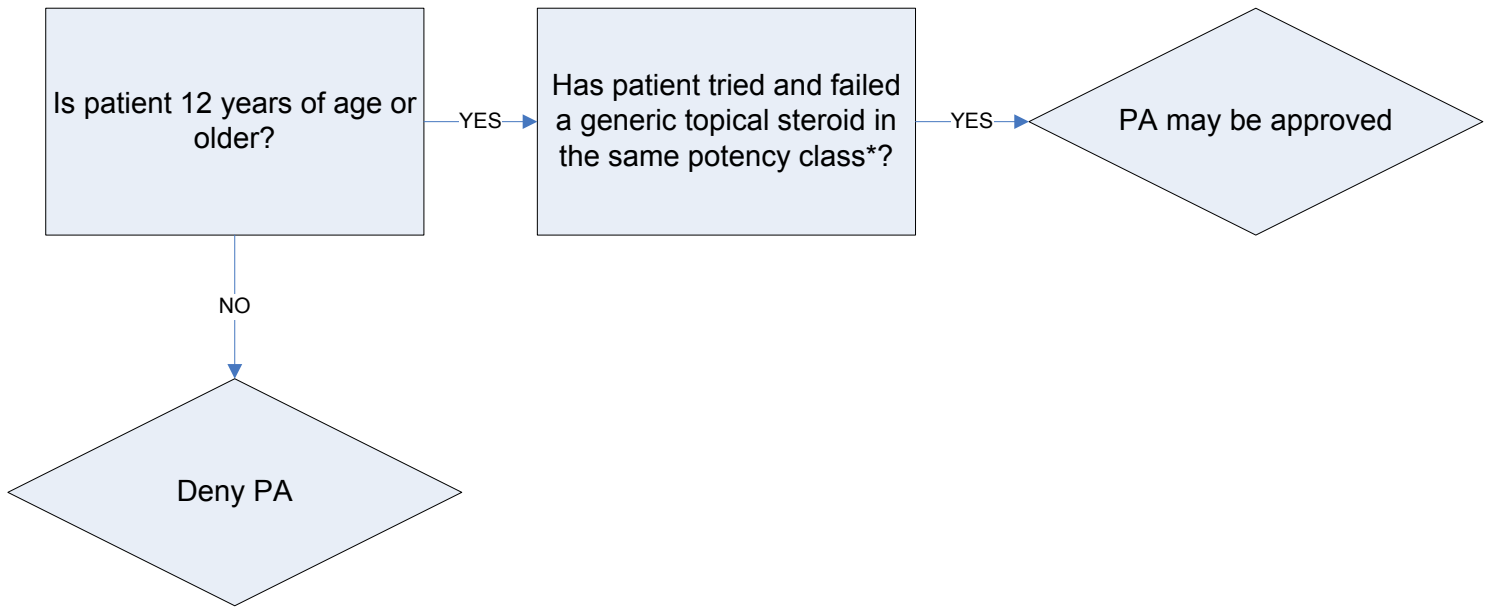 Is patient 12 years of age or
older?
YES
Has patient tried and failed
a generic topical steroid in
the same potency class*?
YES
PA may be approved
NO
Deny PA